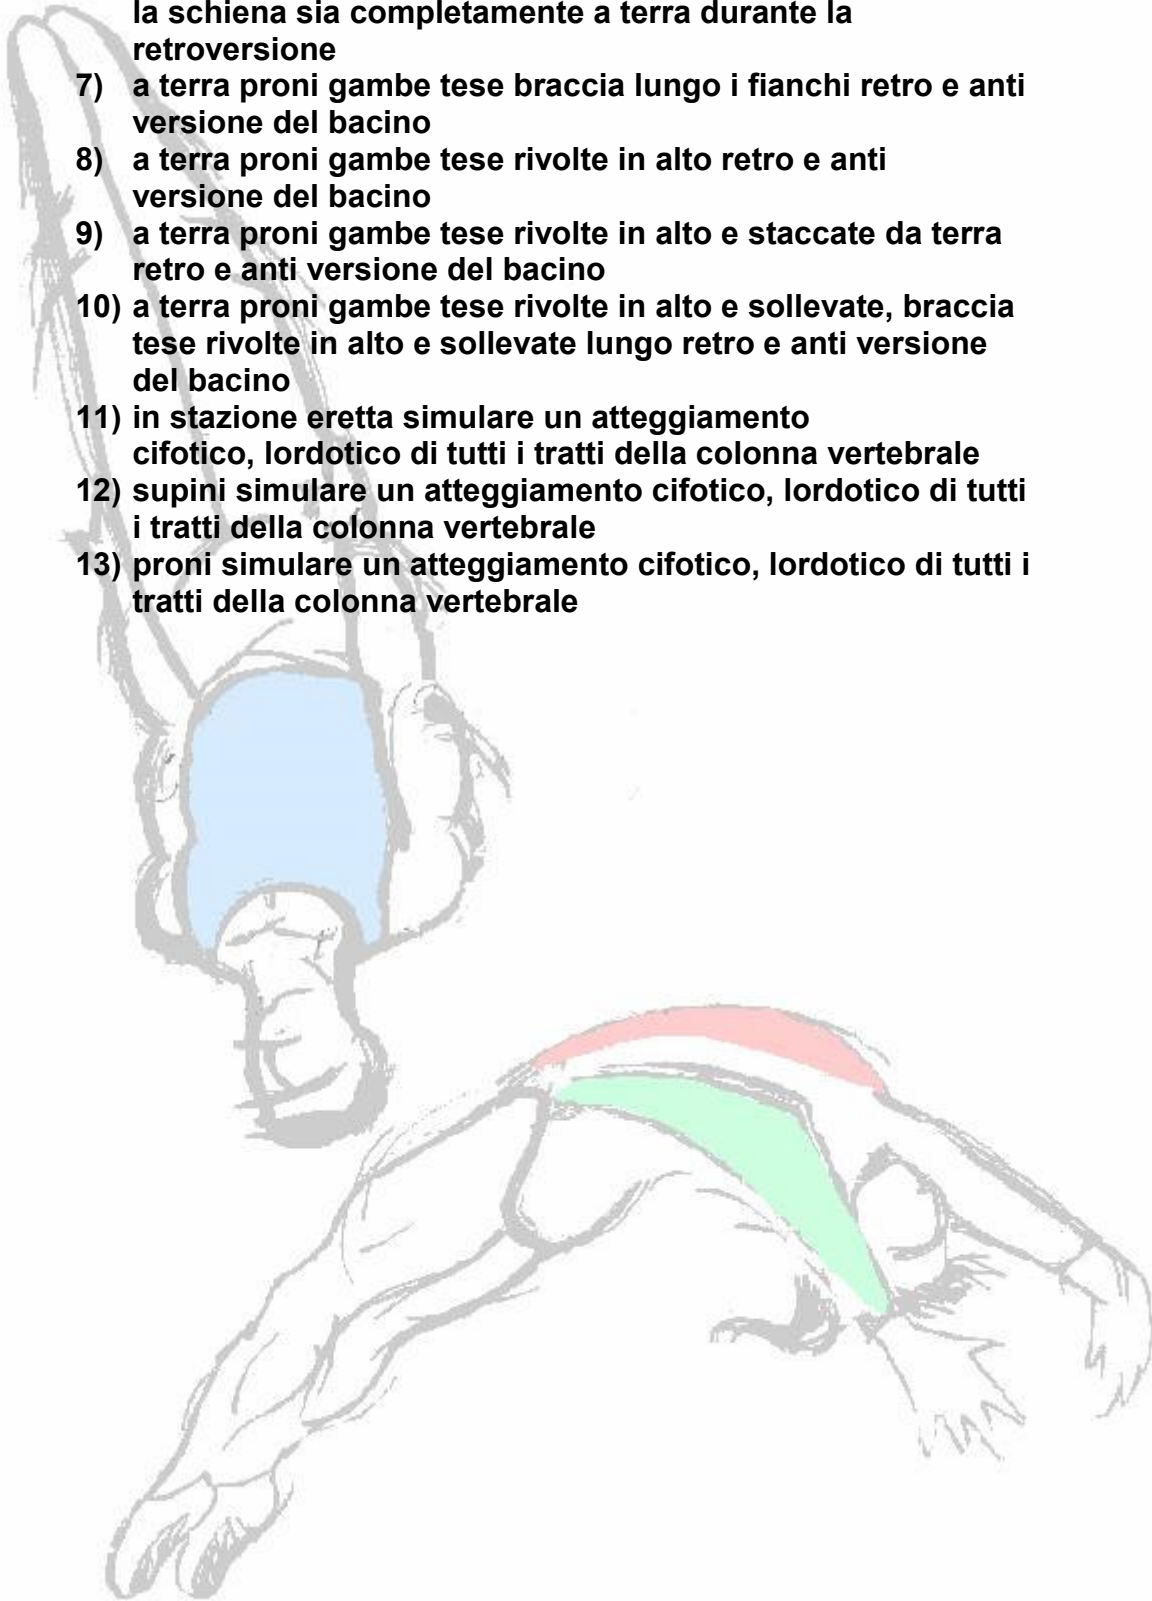 la schiena sia completamente a terra durante la
retroversione
7) a terra proni gambe tese braccia lungo i fianchi retro e anti
versione del bacino
8) a terra proni gambe tese rivolte in alto retro e anti
versione del bacino
9) a terra proni gambe tese rivolte in alto e staccate da terra
retro e anti versione del bacino
10) a terra proni gambe tese rivolte in alto e sollevate, braccia
tese rivolte in alto e sollevate lungo retro e anti versione
del bacino
11) in stazione eretta simulare un atteggiamento
cifotico, lordotico di tutti i tratti della colonna vertebrale
12) supini simulare un atteggiamento cifotico, lordotico di tutti
i tratti della colonna vertebrale
13) proni simulare un atteggiamento cifotico, lordotico di tutti i
tratti della colonna vertebrale